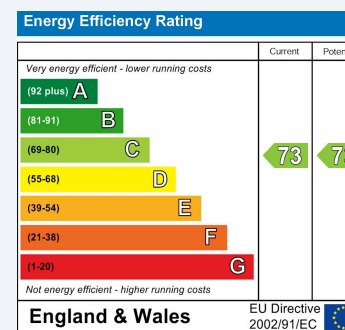 Energy Efficiency Rating
Current
Very energy efficient - lower running costs
(92 plus) A
(81-91) B
(69-80) C 73
(55-68) D
(39-54) E
(21-38) F
(1-20) G
Not energy efficient - higher running costs
England & Wales
EU Directive
2002/91/EC